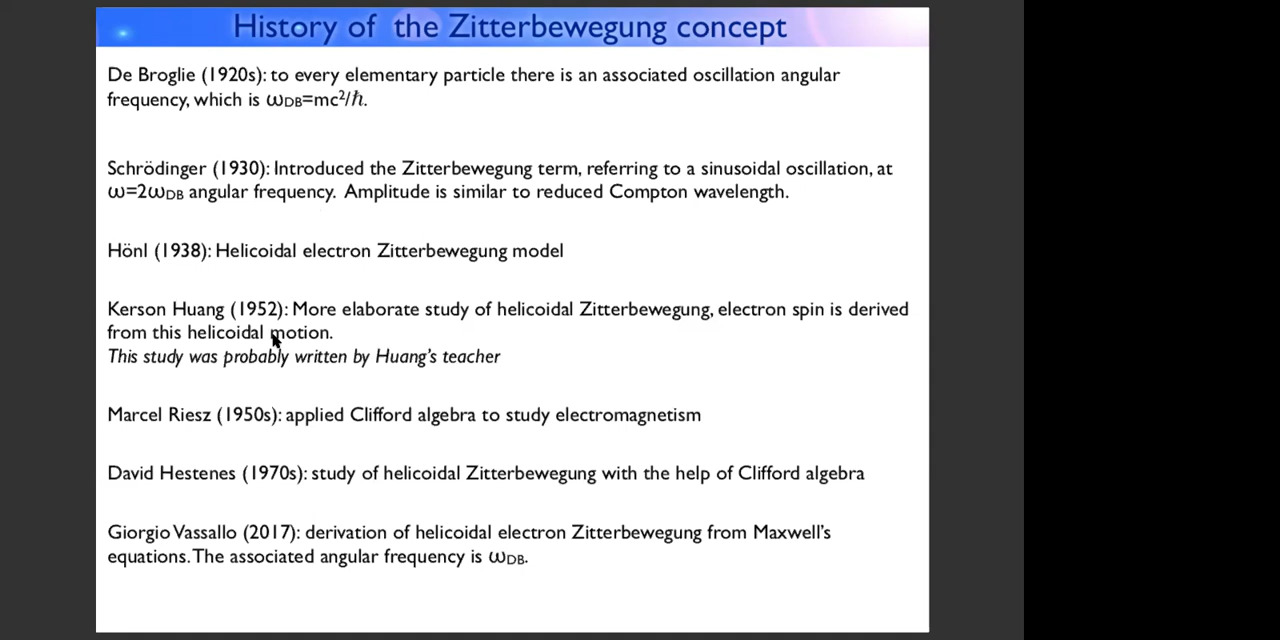 History of the Zitterbewegung concept
De Broglie (1920s): to every elementary particle there is an associated oscillation angular
frequency, which is ωDB=mc²/ℏ.
Schrödinger (1930): Introduced the Zitterbewegung term, referring to a sinusoidal oscillation, at
ω=2ωDB angular frequency. Amplitude is similar to reduced Compton wavelength.
Hönl (1938): Helicoidal electron Zitterbewegung model
Kerson Huang (1952): More elaborate study of helicoidal Zitterbewegung, electron spin is derived
from this helicoidal motion.
This study was probably written by Huang's teacher
Marcel Riesz (1950s): applied Clifford algebra to study electromagnetism
David Hestenes (1970s): study of helicoidal Zitterbewegung with the help of Clifford algebra
Giorgio Vassallo (2017): derivation of helicoidal electron Zitterbewegung from Maxwell's
equations. The associated angular frequency is ωDB.